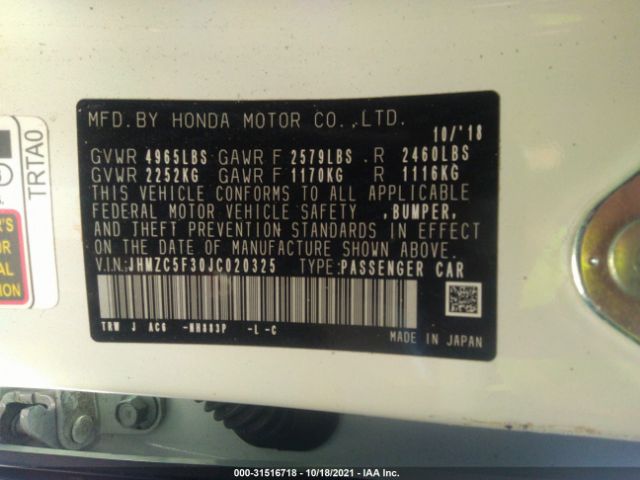 MFD.BY HONDA MOTOR CO.,LTD.
10/'18
GVWR 4965LBS GAWR F 2579LBS .R 2460LBS
GVWR 2252KG GAWR F 1170KG R 1116KG
THIS VEHICLE CONFORMS TO ALL APPLICABLE
FEDERAL MOTOR VEHICLE SAFETY ,BUMPER,
AND THEFT PREVENTION STANDARDS IN EFFECT
ON THE DATE OF MANUFACTURE SHOWN ABOVE.
V.I.N.:JHMZC5F30JC020325 TYPE:PASSENGER CAR
TRW J AC6 -NH883P -L -C
MADE IN JAPAN
TRTA0
000-31516718 - 10/18/2021 - IAA Inc.